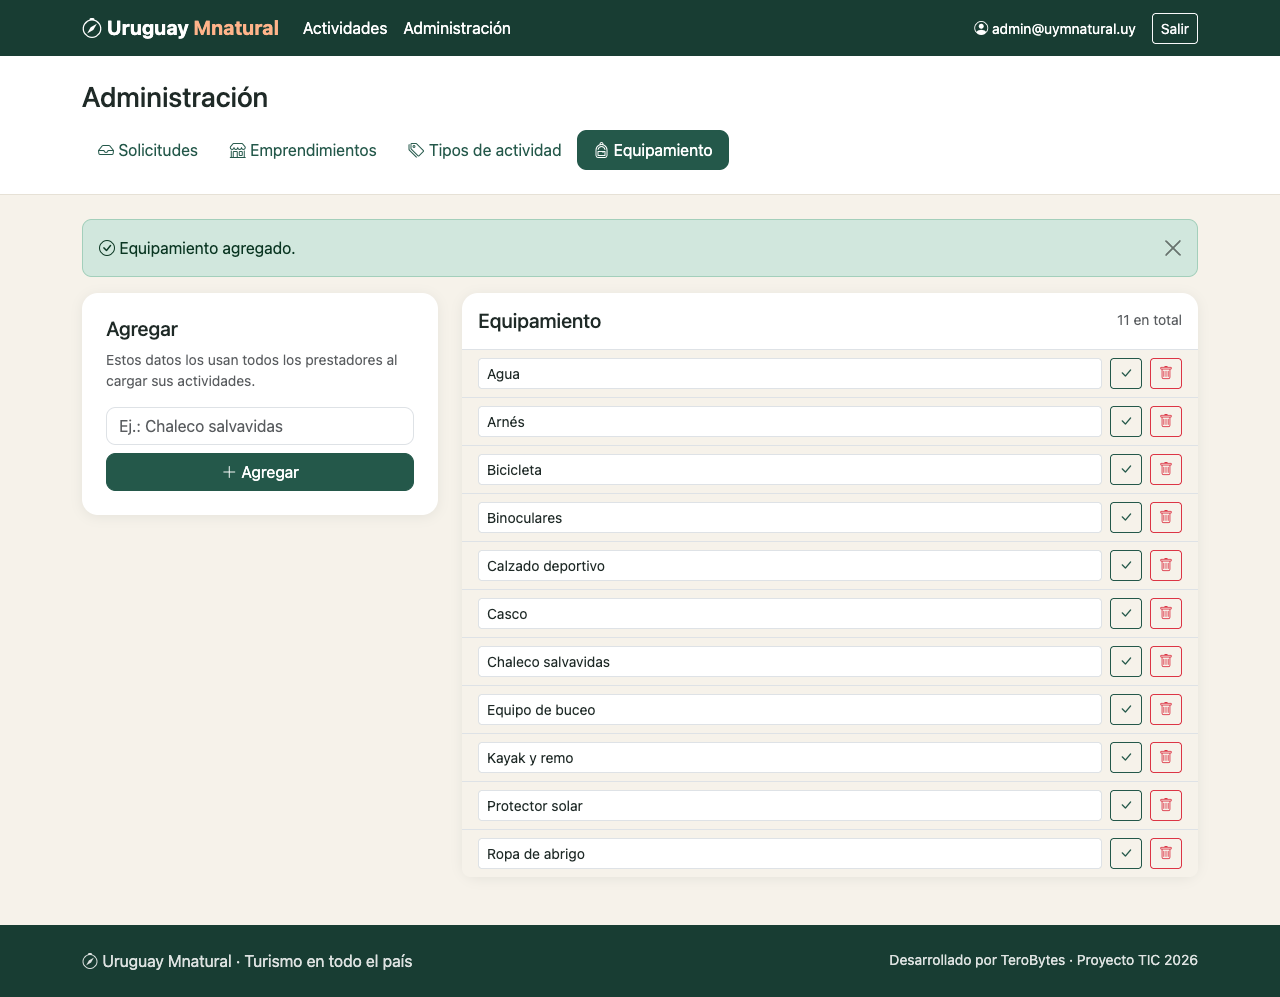 Uruguay Mnatural Actividades Administración admin@uymnatural.uy Salir
Administración
Solicitudes Emprendimientos Tipos de actividad Equipamiento
Equipamiento agregado.
Agregar
Estos datos los usan todos los prestadores al
cargar sus actividades.
Ej.: Chaleco salvavidas
Agregar
Equipamiento 11 en total
Agua
Arnés
Bicicleta
Binoculares
Calzado deportivo
Casco
Chaleco salvavidas
Equipo de buceo
Kayak y remo
Protector solar
Ropa de abrigo
Uruguay Mnatural · Turismo en todo el país Desarrollado por TeroBytes · Proyecto TIC 2026